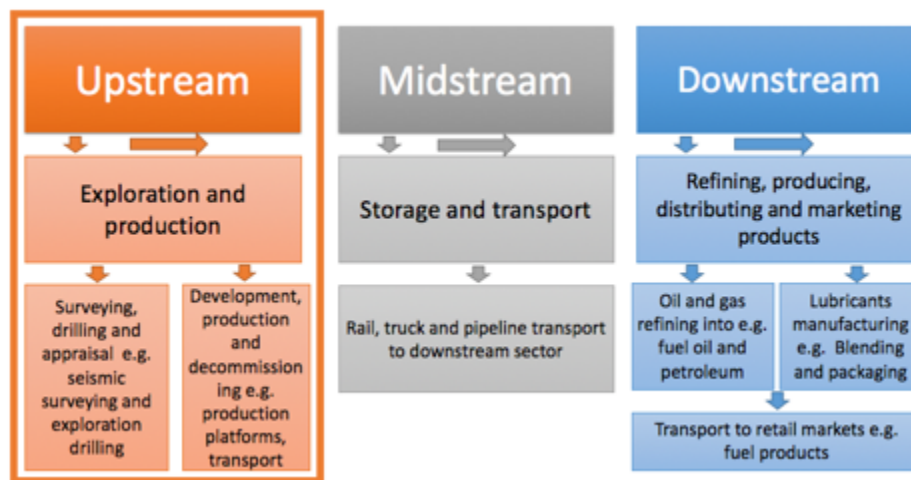 Upstream
Midstream
Downstream
Exploration and
production
Storage and transport
Refining, producing,
distributing and marketing
products
Surveying,
drilling and
appraisal e.g.
seismic
surveying and
exploration
drilling
Development,
production
and
decommission
ing e.g.
production
platforms,
transport
Rail, truck and pipeline transport
to downstream sector
Oil and gas
refining into e.g.
fuel oil and
petroleum
Lubricants
manufacturing
e.g. Blending
and packaging
Transport to retail markets e.g.
fuel products